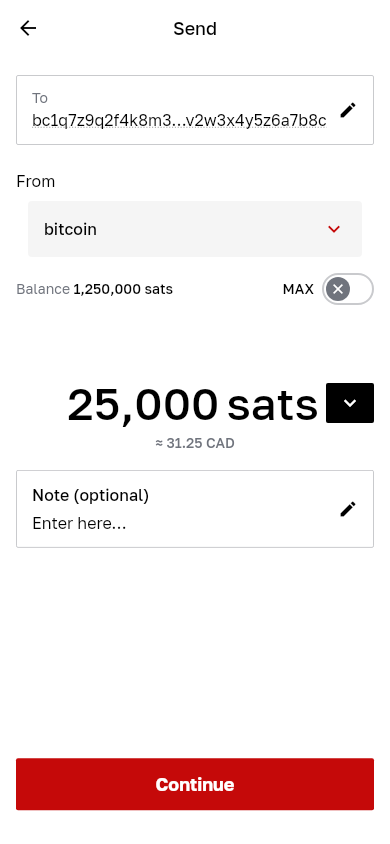 Send
To
bc1q7z9q2f4k8m3...v2w3x4y5z6a7b8c
From
bitcoin
Balance 1,250,000 sats MAX
25,000 sats
≈ 31.25 CAD
Note (optional)
Enter here...
Continue